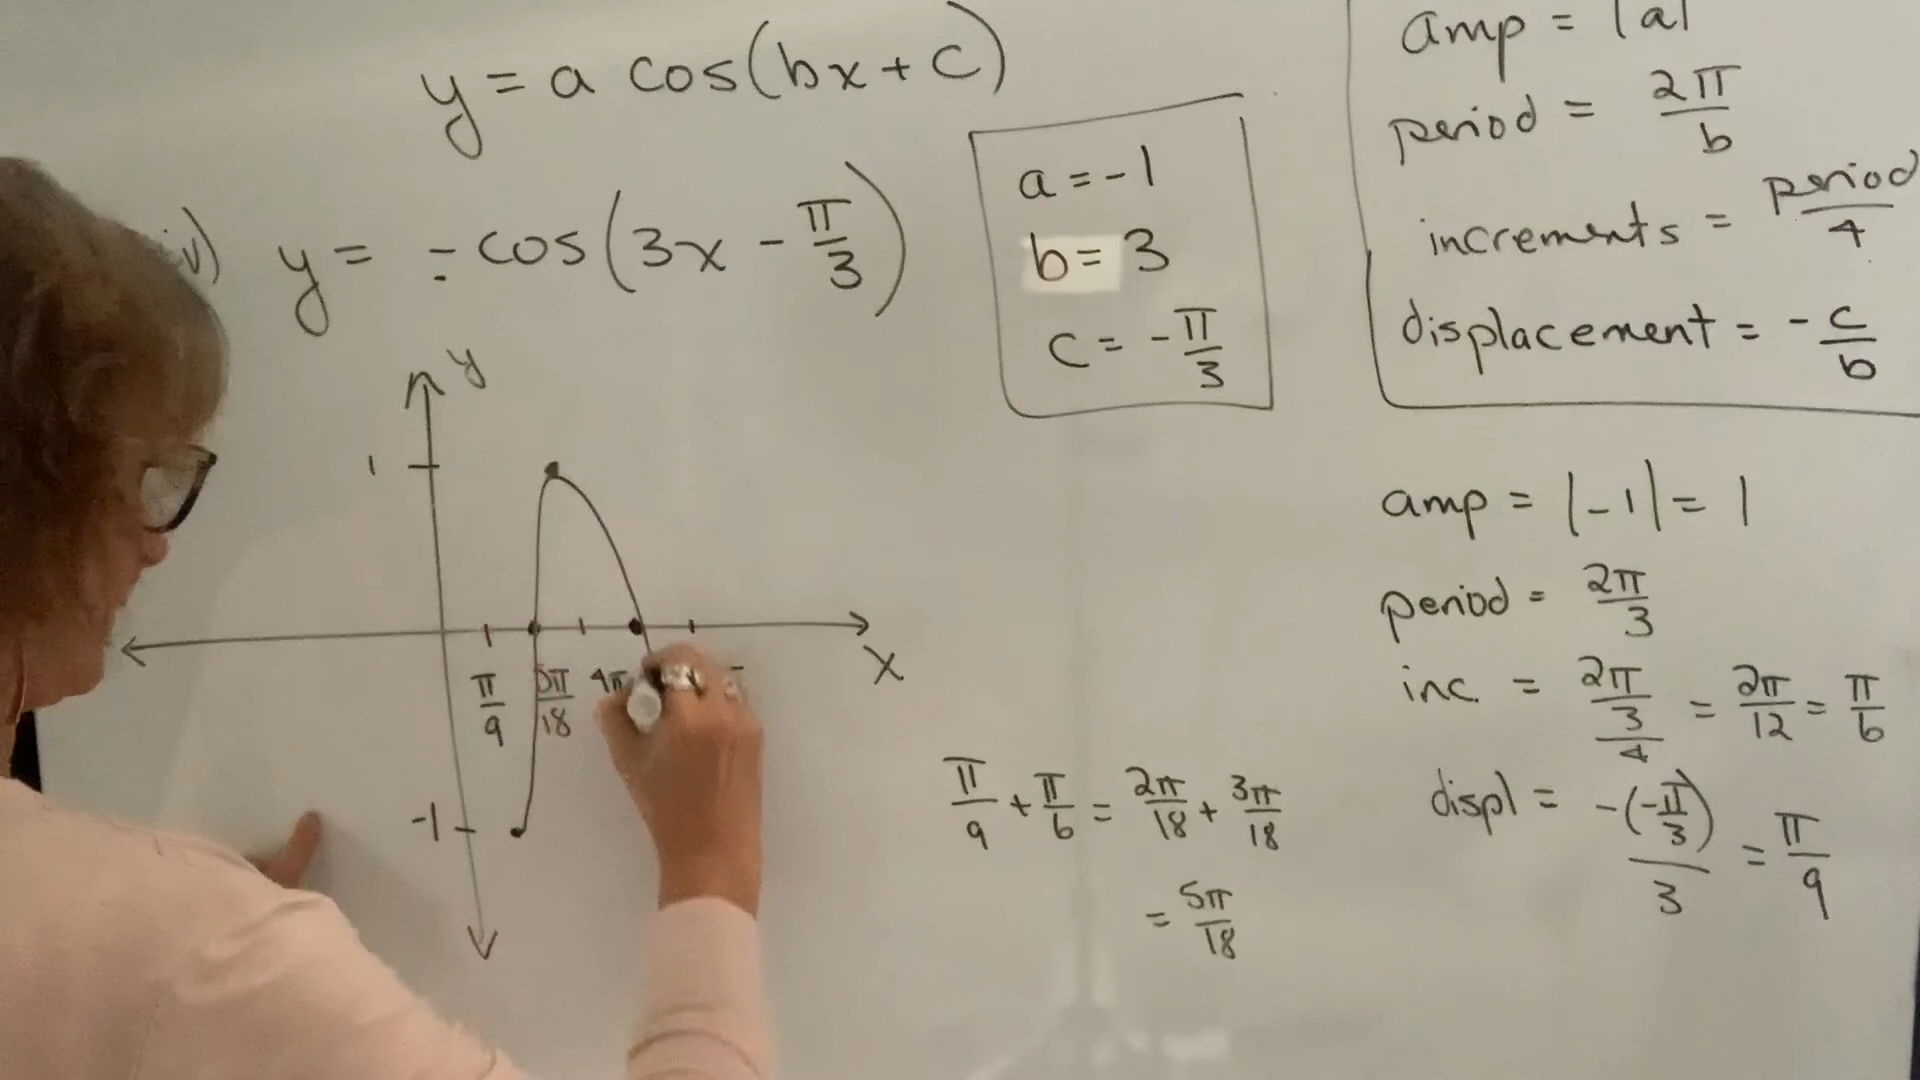 y = a cos(bx + c)
iv) y = - cos(3x - π/3)
a = -1
b = 3
c = -π/3
amp = |a|
period = 2π/b
increments = period/4
displacement = -c/b
y
1
-1
x
π/9 5π/18 4π
amp = |-1| = 1
period = 2π/3
inc. = 2π/3/4 = 2π/12 = π/6
displ = -(-π/3)/3 = π/9
π/9 + π/6 = 2π/18 + 3π/18
= 5π/18